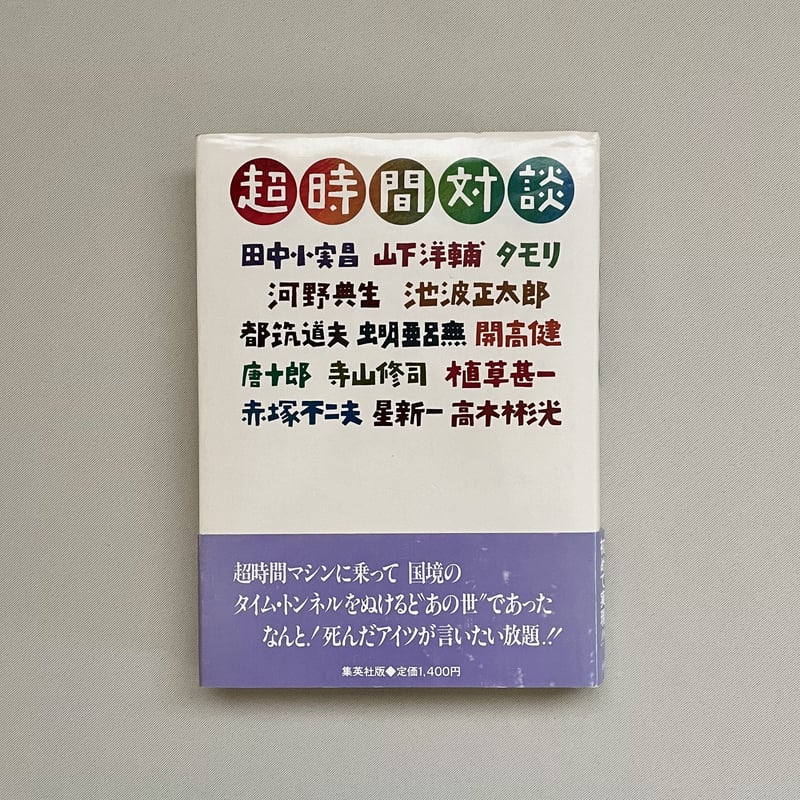 超時間対談
田中小実昌 山下洋輔 タモリ
河野典生 池波正太郎
都筑道夫 虫明亜呂無 開高健
唐十郎 寺山修司 植草甚一
赤塚不二夫 星新一 高木彬光
超時間マシンに乗って 国境の
タイム・トンネルをぬけるど〝あの世〟であった
なんと!死んだアイツが言いたい放題!!
集英社版◆定価1,400円